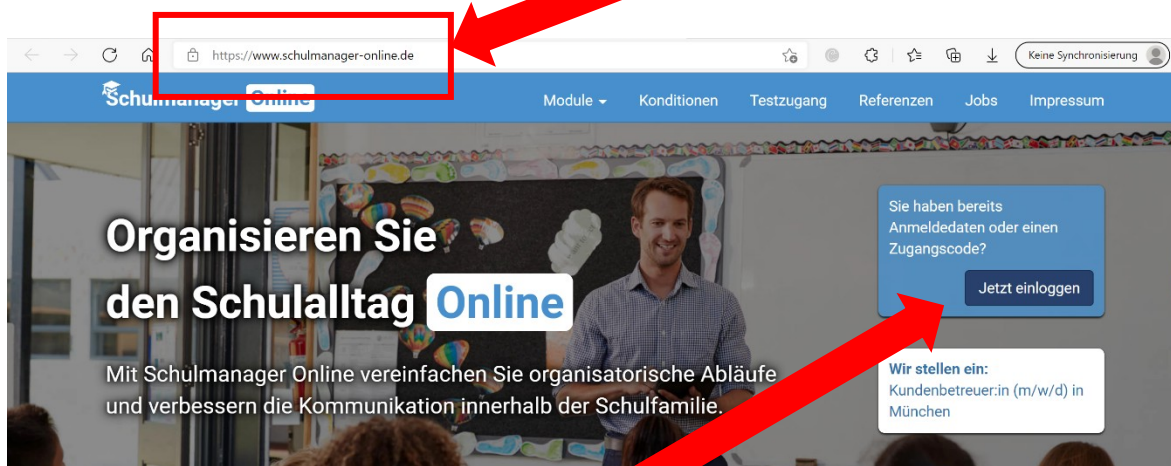 https://www.schulmanager-online.de
Keine Synchronisierung
Schulmanager Online
Module
Konditionen
Testzugang
Referenzen
Jobs
Impressum
Organisieren Sie
den Schulalltag Online
Mit Schulmanager Online vereinfachen Sie organisatorische Abläufe
und verbessern die Kommunikation innerhalb der Schulfamilie.
Sie haben bereits
Anmeldedaten oder einen
Zugangscode?
Jetzt einloggen
Wir stellen ein:
Kundenbetreuer:in (m/w/d) in
München